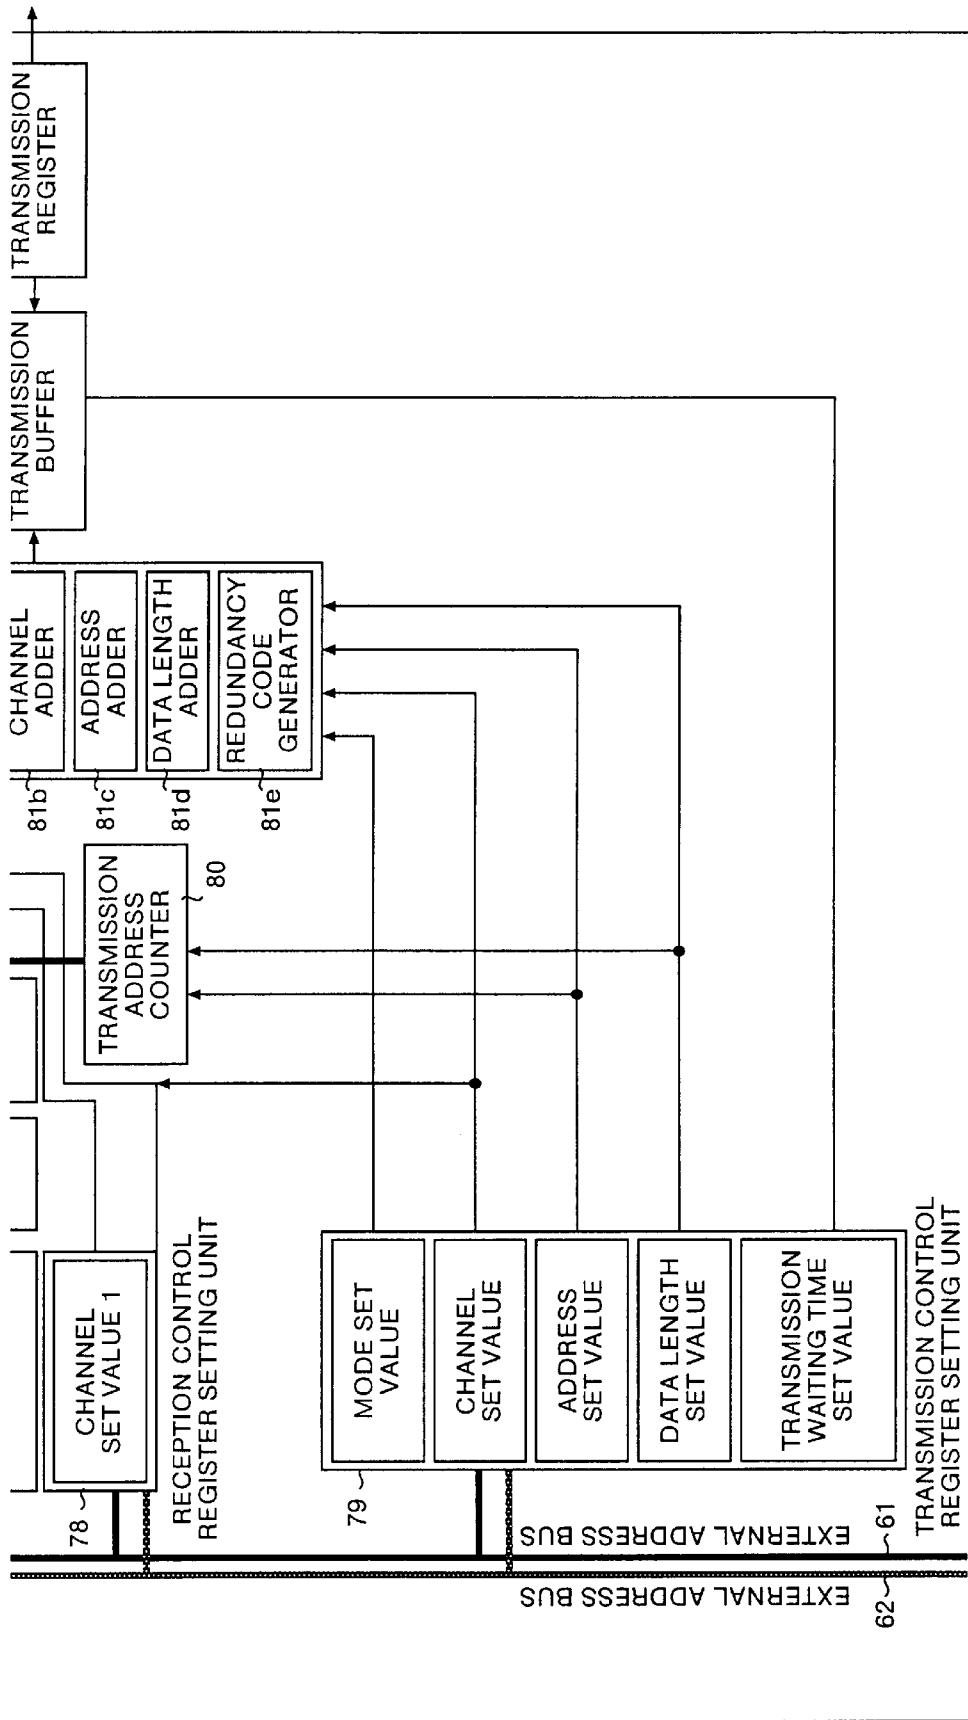 CHANNEL
SET VALUE 1
78
RECEPTION CONTROL
REGISTER SETTING UNIT
TRANSMISSION
ADDRESS
COUNTER
80
CHANNEL
ADDER
81b
ADDRESS
ADDER
81c
DATA LENGTH
ADDER
81d
REDUNDANCY
CODE
GENERATOR
81e
TRANSMISSION
BUFFER
TRANSMISSION
REGISTER
79
MODE SET
VALUE
CHANNEL
SET VALUE
ADDRESS
SET VALUE
DATA LENGTH
SET VALUE
TRANSMISSION
WAITING TIME
SET VALUE
TRANSMISSION CONTROL
REGISTER SETTING UNIT
EXTERNAL ADDRESS BUS
61
EXTERNAL ADDRESS BUS
62